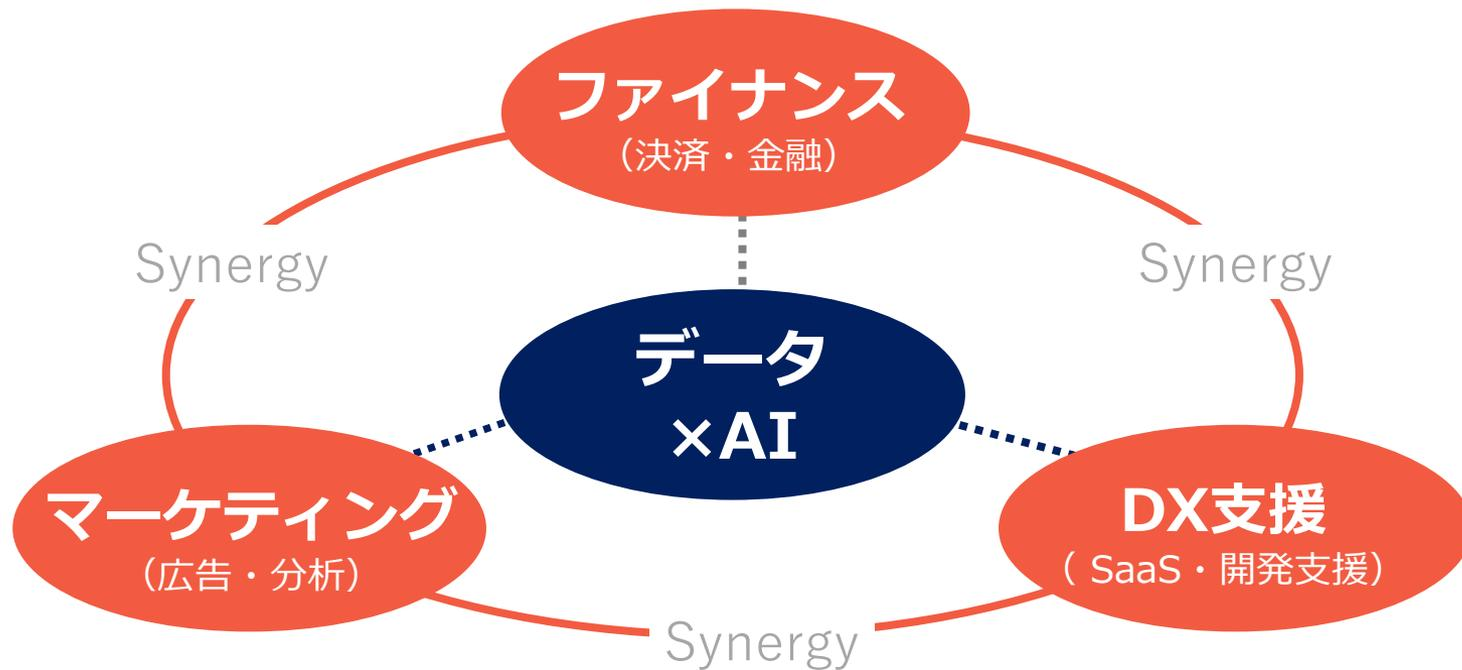 ファイナンス
（決済・金融）
Synergy
Synergy
データ
×AI
マーケティング
（広告・分析）
DX支援
（ SaaS・開発支援）
Synergy